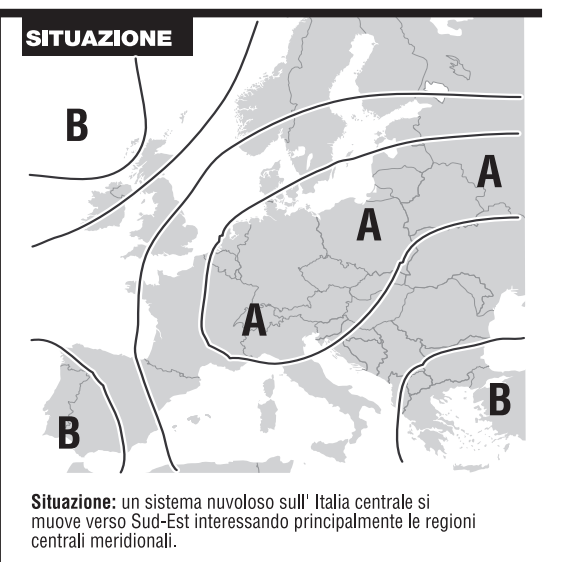 SITUAZIONE
B
A
A
A
B
B
Situazione: un sistema nuvoloso sull' Italia centrale si
muove verso Sud-Est interessando principalmente le regioni
centrali meridionali.